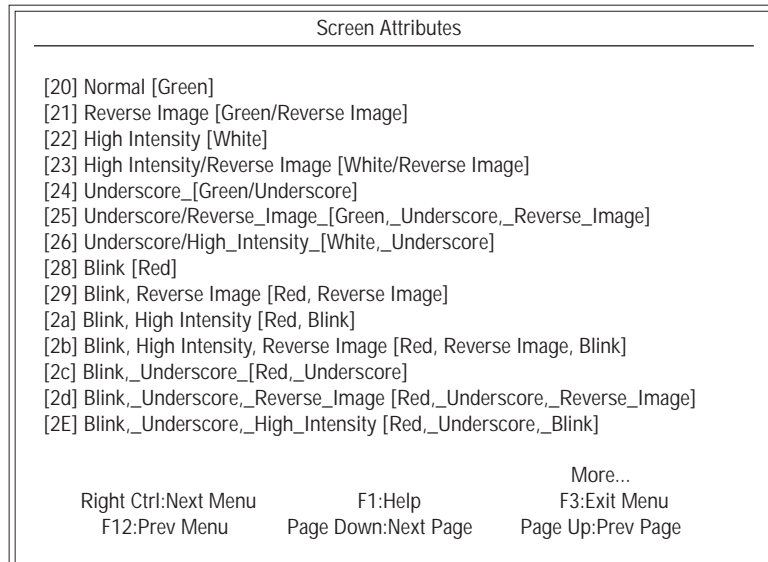 Screen Attributes
[20] Normal [Green]
[21] Reverse Image [Green/Reverse Image]
[22] High Intensity [White]
[23] High Intensity/Reverse Image [White/Reverse Image]
[24] Underscore_[Green/Underscore]
[25] Underscore/Reverse_Image_[Green,_Underscore,_Reverse_Image]
[26] Underscore/High_Intensity_[White,_Underscore]
[28] Blink [Red]
[29] Blink, Reverse Image [Red, Reverse Image]
[2a] Blink, High Intensity [Red, Blink]
[2b] Blink, High Intensity, Reverse Image [Red, Reverse Image, Blink]
[2c] Blink,_Underscore_[Red,_Underscore]
[2d] Blink,_Underscore,_Reverse_Image [Red,_Underscore,_Reverse_Image]
[2E] Blink,_Underscore,_High_Intensity [Red,_Underscore,_Blink]
More...
Right Ctrl:Next Menu F1:Help F3:Exit Menu
F12:Prev Menu Page Down:Next Page Page Up:Prev Page